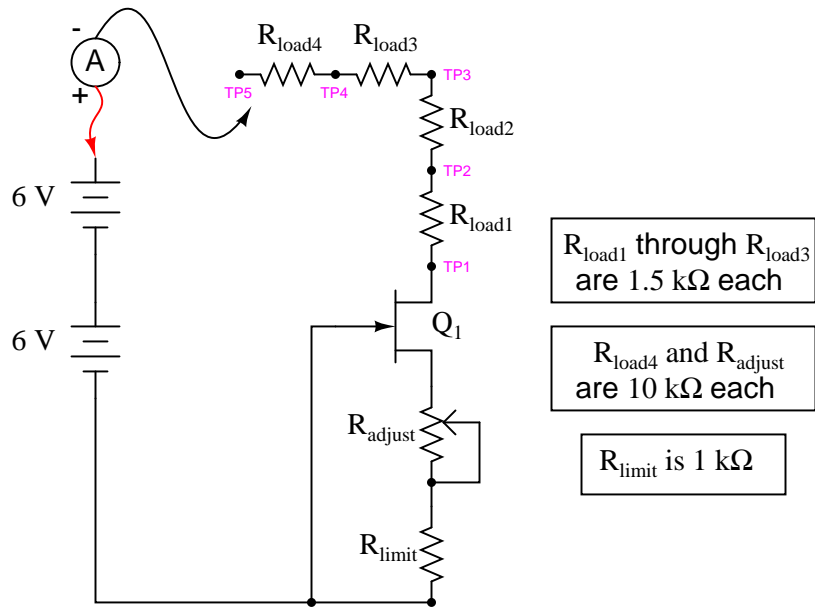 -
A
+
6 V
6 V
Rload4
Rload3
TP5
TP4
TP3
Rload2
TP2
Rload1
TP1
Q1
Radjust
Rlimit
Rload1 through Rload3
are 1.5 kΩ each
Rload4 and Radjust
are 10 kΩ each
Rlimit is 1 kΩ